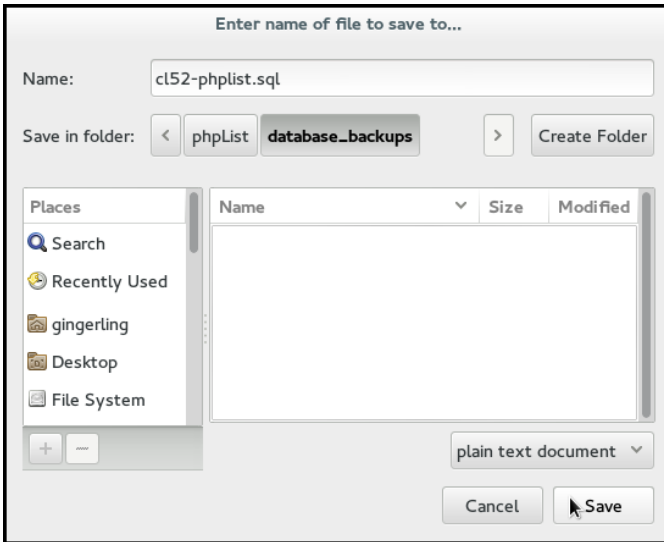 Enter name of file to save to...
Name: cl52-phplist.sql
Save in folder: < phpList database_backups > Create Folder
Places
Search
Recently Used
gingerling
Desktop
File System
Name Size Modified
plain text document
Cancel Save